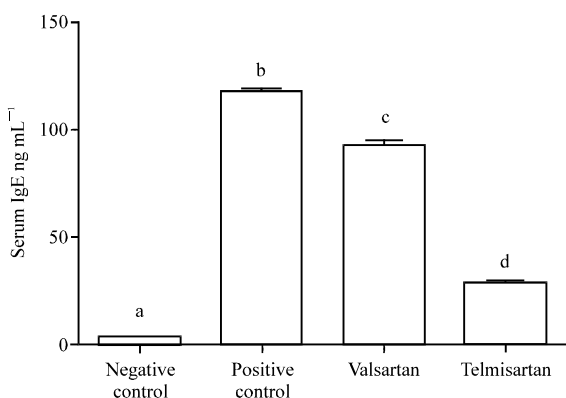 150
100
50
0
Serum IgE ng mL⁻¹
a
b
c
d
Negative
control
Positive
control
Valsartan
Telmisartan